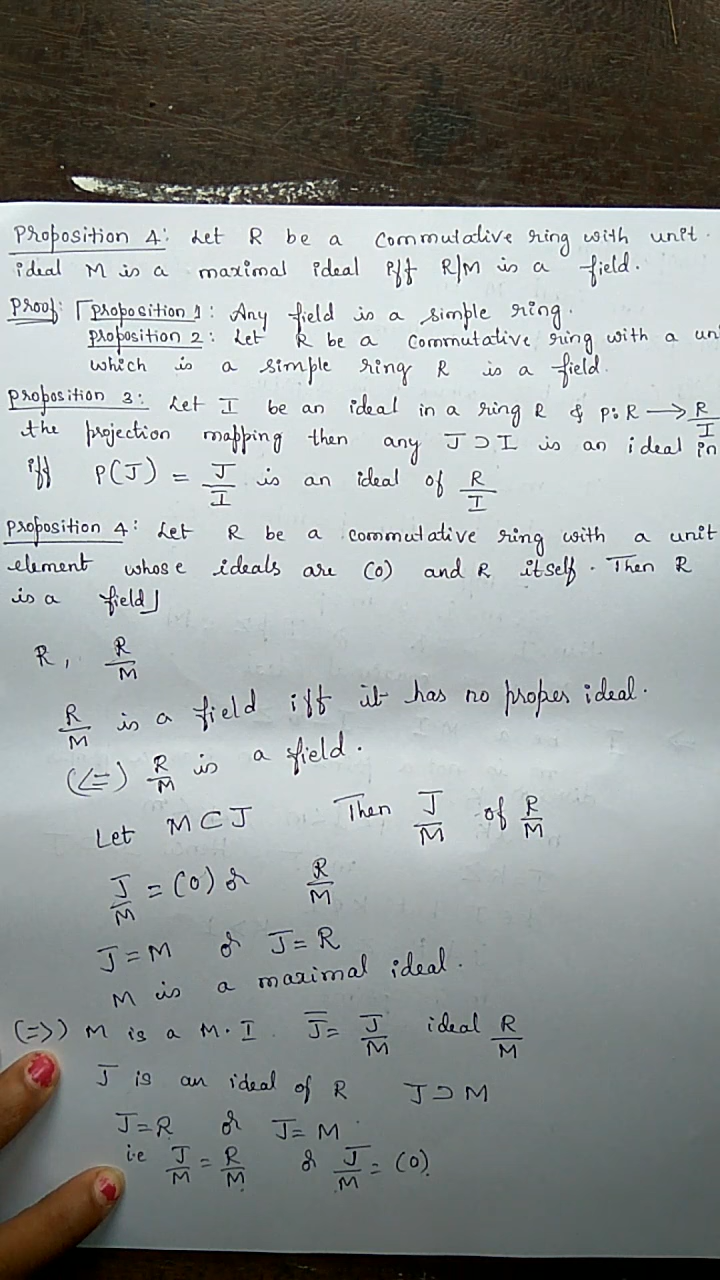 Proposition 4: Let R be a commutative ring with unit.
ideal M is a maximal ideal iff R/M is a field.
Proof: ⌈Proposition 1: Any field is a simple ring.
Proposition 2: Let R be a commutative ring with a uni
which is a simple ring R is a field.
Proposition 3: Let I be an ideal in a ring R & p: R → R/I
the projection mapping then any J ⊃ I is an ideal in
iff P(J) = J/I is an ideal of R/I
Proposition 4: Let R be a commutative ring with a unit
element whose ideals are (0) and R itself. Then R
is a field⌋
R, R/M
R/M is a field iff it has no proper ideal.
(<=) R/M is a field.
Let M ⊂ J Then J/M of R/M
J/M = (0) or R/M
J = M or J = R
M is a maximal ideal.
(=>) M is a M.I. J̅ = J/M ideal R/M
J is an ideal of R J ⊃ M
J = R or J = M
i.e J/M = R/M or J/M = (0)